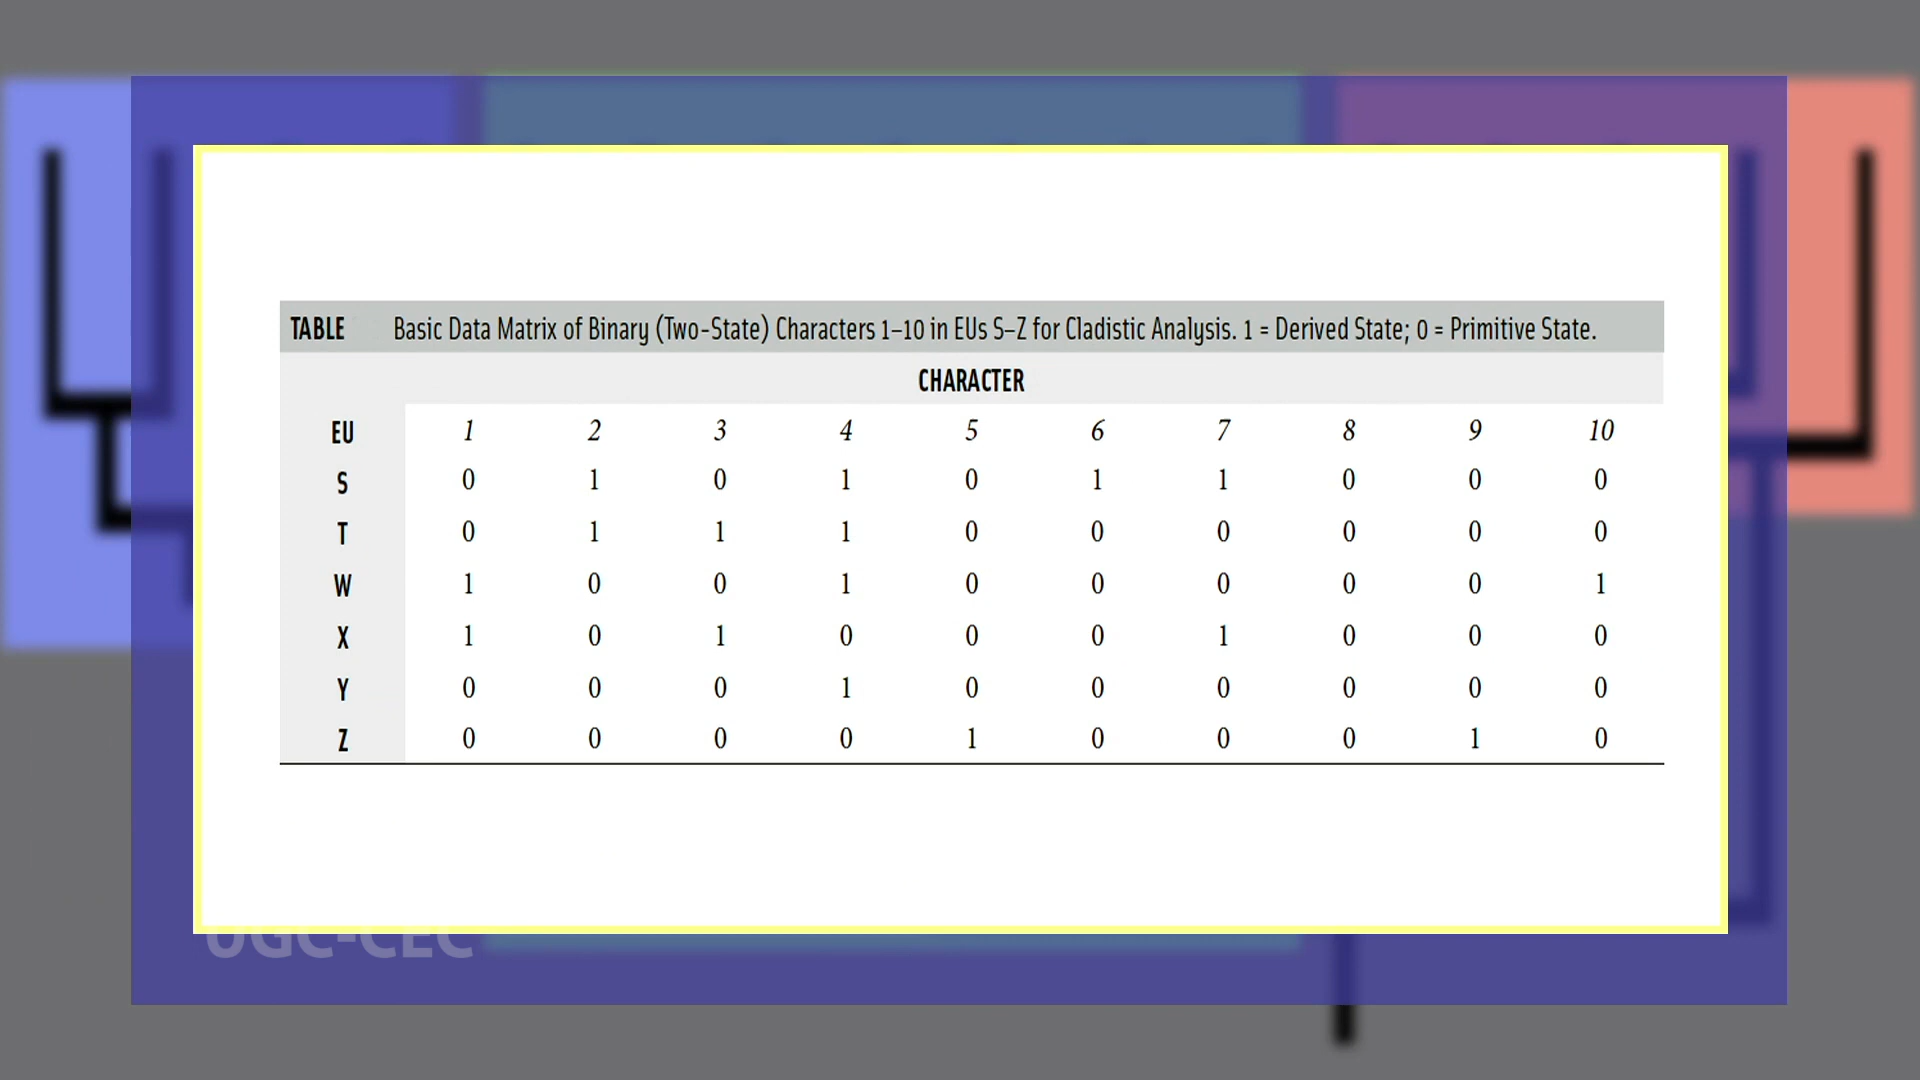 TABLE Basic Data Matrix of Binary (Two-State) Characters 1–10 in EUs S–Z for Cladistic Analysis. 1 = Derived State; 0 = Primitive State.
CHARACTER
EU 1 2 3 4 5 6 7 8 9 10
S 0 1 0 1 0 1 1 0 0 0
T 0 1 1 1 0 0 0 0 0 0
W 1 0 0 1 0 0 0 0 0 1
X 1 0 1 0 0 0 1 0 0 0
Y 0 0 0 1 0 0 0 0 0 0
Z 0 0 0 0 1 0 0 0 1 0
UGC-CEC